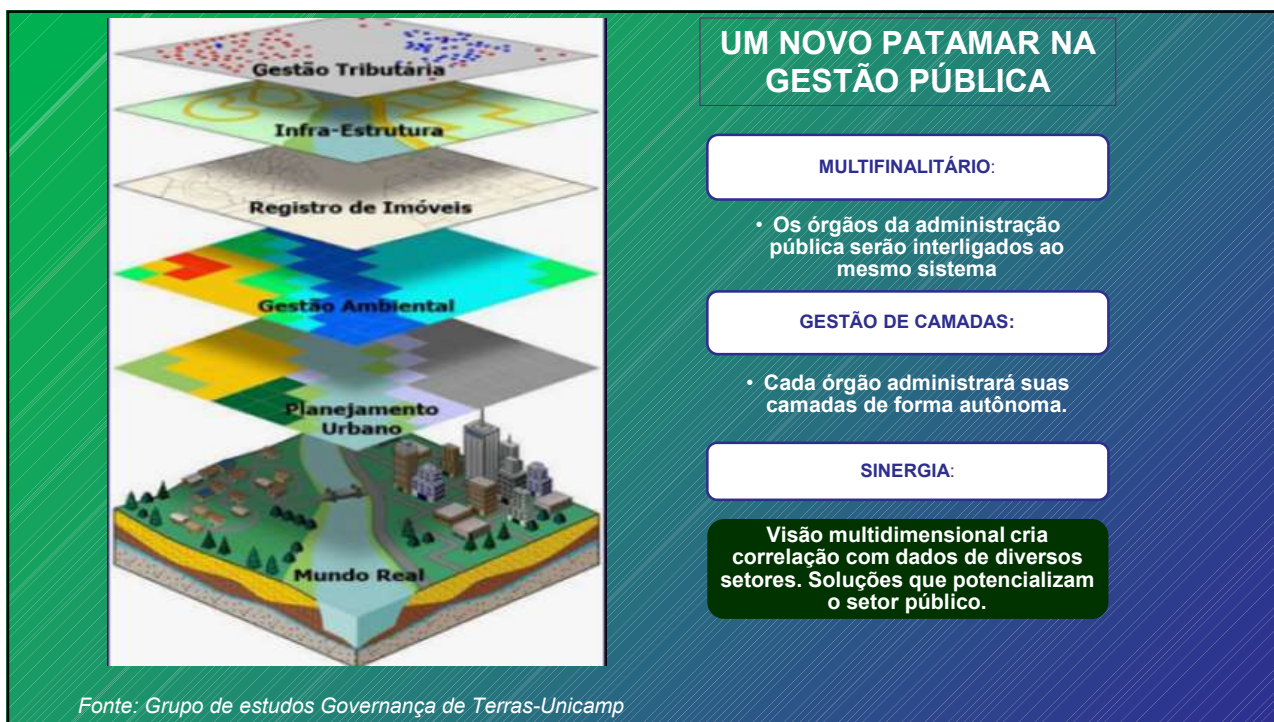 Gestão Tributária
Infra-Estrutura
Registro de Imóveis
Gestão Ambiental
Planejamento
Urbano
Mundo Real
UM NOVO PATAMAR NA
GESTÃO PÚBLICA
MULTIFINALITÁRIO:
• Os órgãos da administração
pública serão interligados ao
mesmo sistema
GESTÃO DE CAMADAS:
• Cada órgão administrará suas
camadas de forma autônoma.
SINERGIA:
Visão multidimensional cria
correlação com dados de diversos
setores. Soluções que potencializam
o setor público.
Fonte: Grupo de estudos Governança de Terras-Unicamp